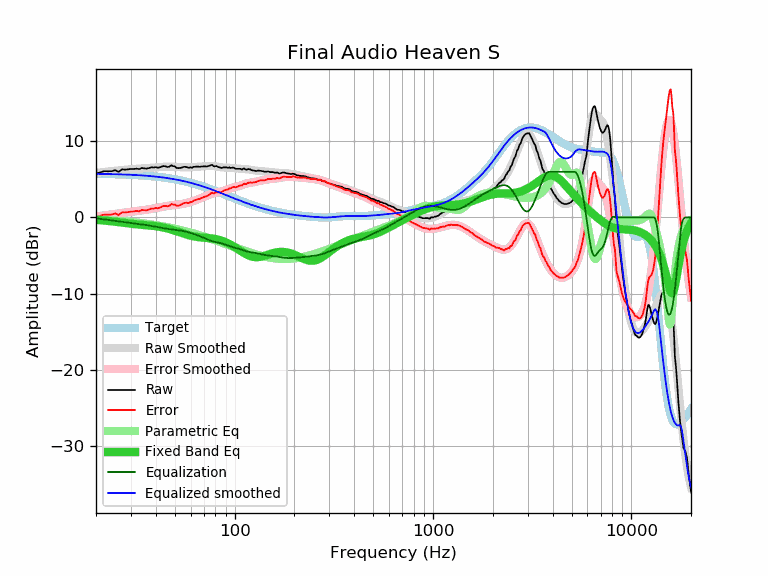 Final Audio Heaven S
Amplitude (dBr)
10
0
−10
−20
−30
Target
Raw Smoothed
Error Smoothed
Raw
Error
Parametric Eq
Fixed Band Eq
Equalization
Equalized smoothed
100
1000
10000
Frequency (Hz)